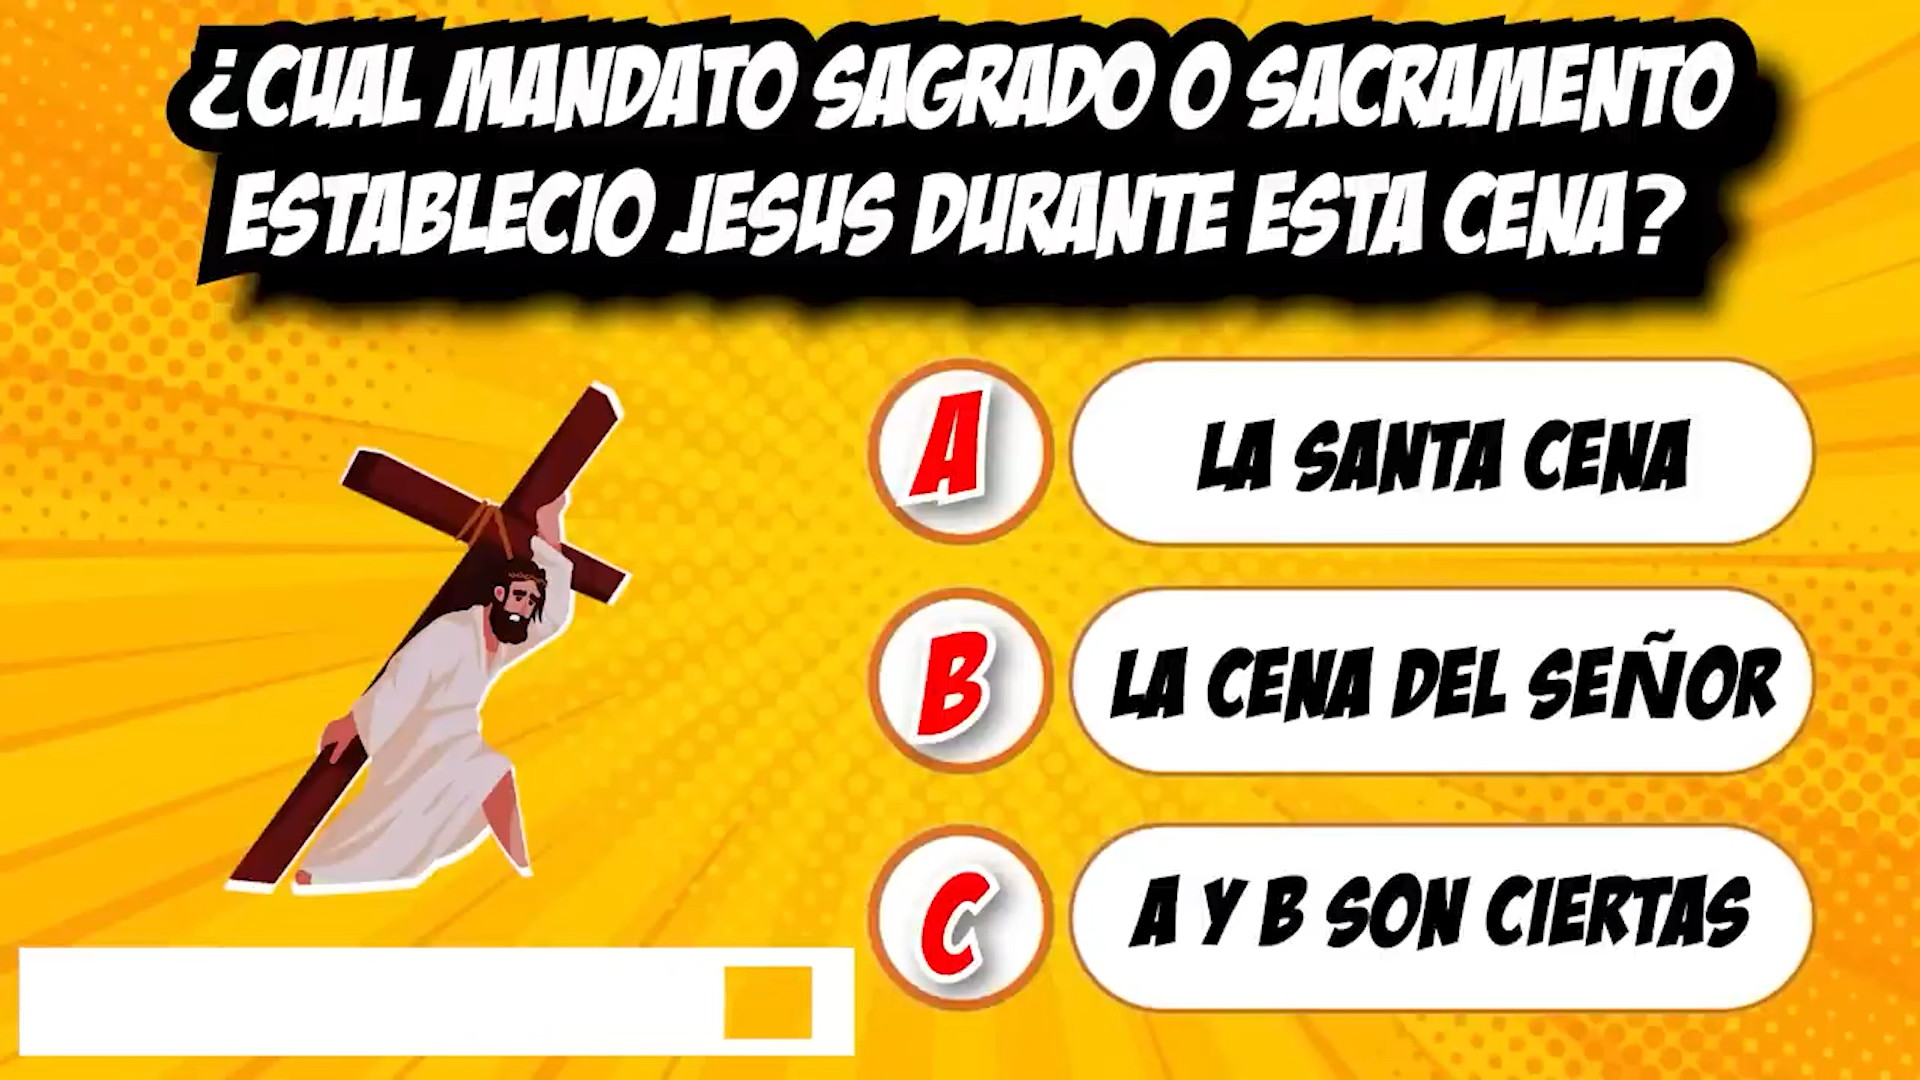 ¿CUAL MANDATO SAGRADO O SACRAMENTO
ESTABLECIO JESUS DURANTE ESTA CENA?
A LA SANTA CENA
B LA CENA DEL SEÑOR
C A Y B SON CIERTAS